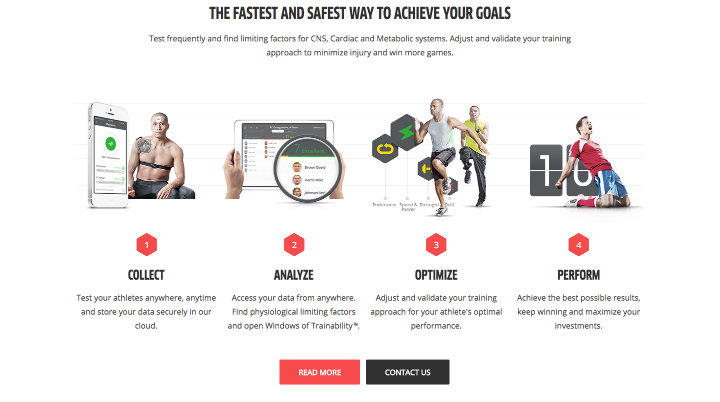 THE FASTEST AND SAFEST WAY TO ACHIEVE YOUR GOALS
Test frequently and find limiting factors for CNS, Cardiac and Metabolic systems. Adjust and validate your training
approach to minimize injury and win more games.
7
Brown David
Johnson
Endurance
Speed &
Power
Strength
Skill
1 0
1
2
3
4
COLLECT
ANALYZE
OPTIMIZE
PERFORM
Test your athletes anywhere, anytime
and store your data securely in our
cloud.
Access your data from anywhere.
Find physiological limiting factors
and open Windows of Trainability™.
Adjust and validate your training
approach for your athlete's optimal
performance.
Achieve the best possible results,
keep winning and maximize your
investments.
READ MORE
CONTACT US